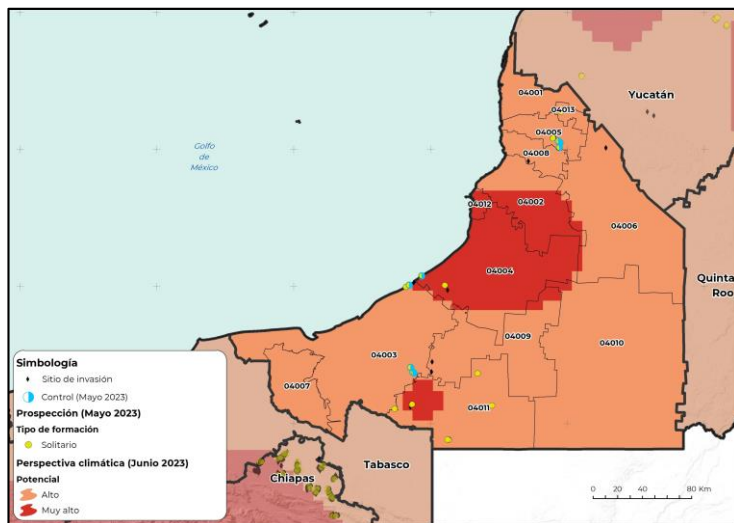 04001
04013
Yucatán
04005
04008
Golfo
de
México
04012
04002
04006
04004
Quinta
Roo
04003
04009
04010
04007
04011
Simbología
Sitio de invasión
Control (Mayo 2023)
Prospección (Mayo 2023)
Tipo de formación
Solitario
Perspectiva climática (Junio 2023)
Potencial
Alto
Muy alto
Tabasco
Chiapas
0 20 40 80 Km